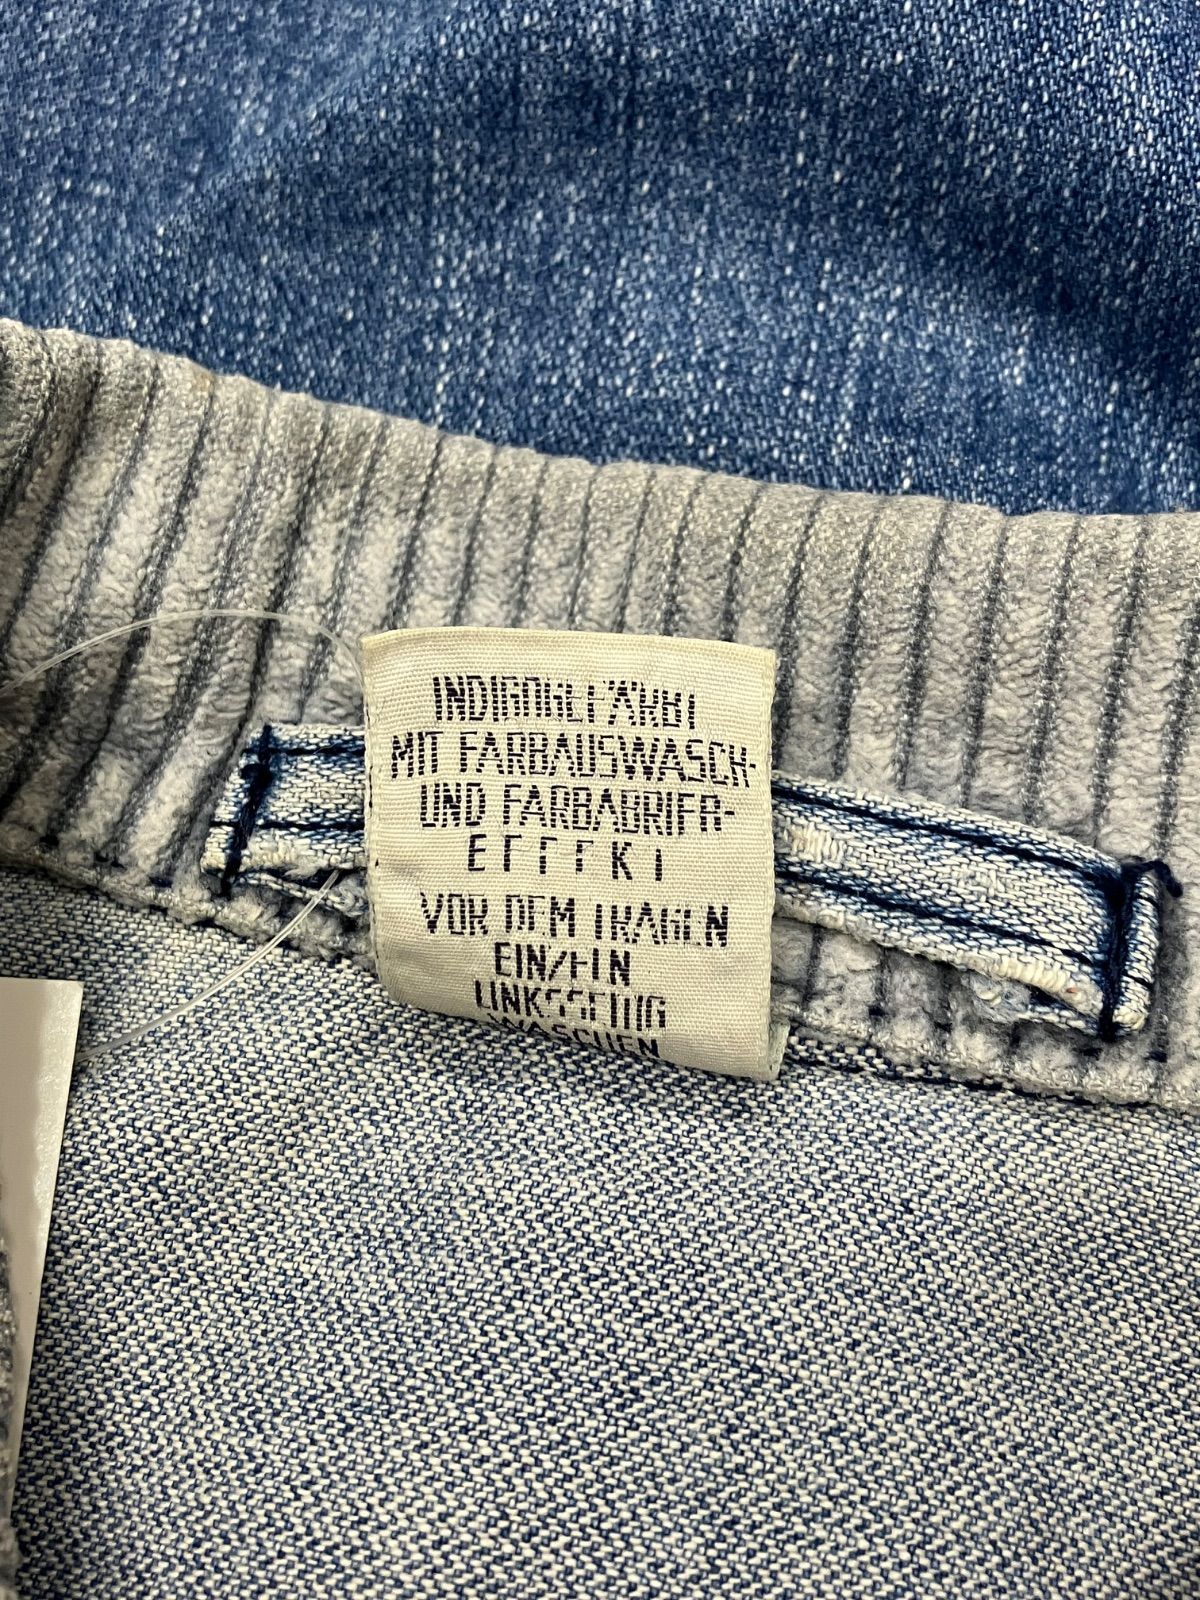 INDIGOGEFÄRBT
MIT FARBAUSWASCH-
UND FARBABRIEB-
EFFEKT
VOR DEM TRAGEN
EIN/EIN
LINKSSEITIG
WASCHEN